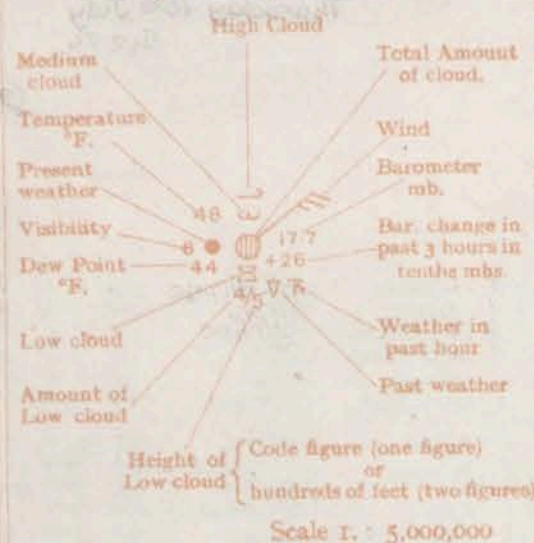 High Cloud
Medium
cloud
Total Amount
of cloud.
Temperature
°F.
Wind
Present
weather
Barometer
mb.
48
Visibility
6
17.7
Bar. change in
past 3 hours in
tenths mbs.
+26
Dew Point
°F.
44
4/5
Low cloud
Weather in
past hour
Amount of
Low cloud
Past weather
Height of
Low cloud
Code figure (one figure)
or
hundreds of feet (two figures)
Scale 1. : 5,000,000